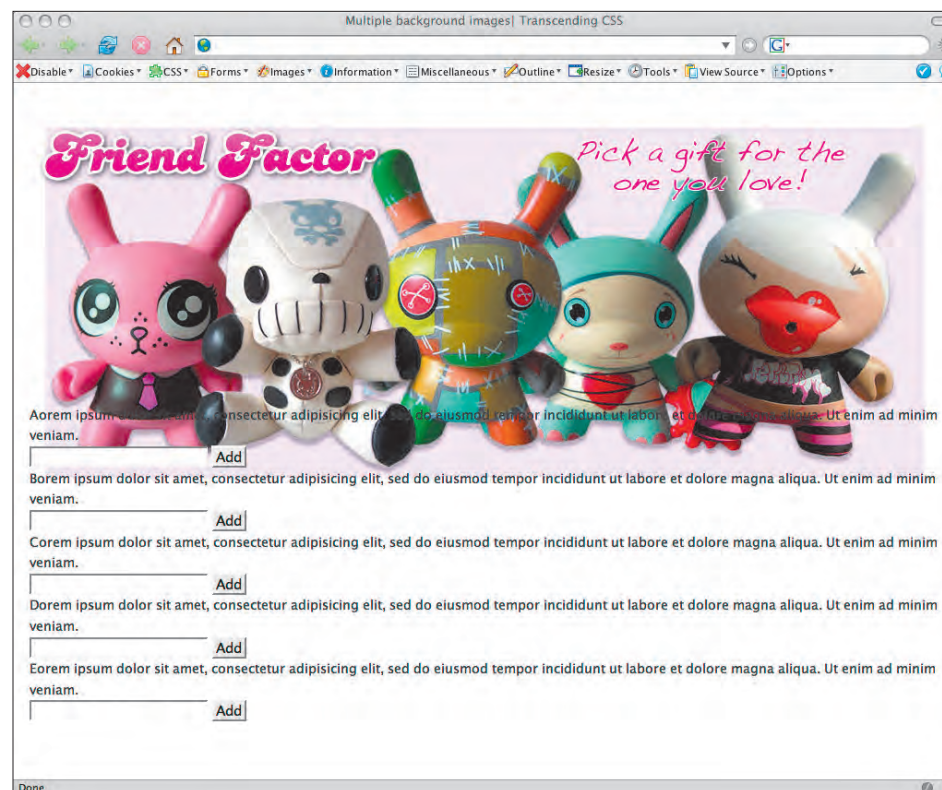 Multiple background images| Transcending CSS
G
Disable Cookies CSS Forms Images Information Miscellaneous Outline Resize Tools View Source Options
Friend Factor
Pick a gift for the
one you love!
Aorem ipsum consectetur adipisicing elit, sed do eiusmod tempor incididunt ut labore et dolore magna aliqua. Ut enim ad minim
veniam.
Add
Borem ipsum dolor sit amet, consectetur adipisicing elit, sed do eiusmod tempor incididunt ut labore et dolore magna aliqua. Ut enim ad minim
veniam.
Add
Corem ipsum dolor sit amet, consectetur adipisicing elit, sed do eiusmod tempor incididunt ut labore et dolore magna aliqua. Ut enim ad minim
veniam.
Add
Dorem ipsum dolor sit amet, consectetur adipisicing elit, sed do eiusmod tempor incididunt ut labore et dolore magna aliqua. Ut enim ad minim
veniam.
Add
Eorem ipsum dolor sit amet, consectetur adipisicing elit, sed do eiusmod tempor incididunt ut labore et dolore magna aliqua. Ut enim ad minim
veniam.
Add
Done